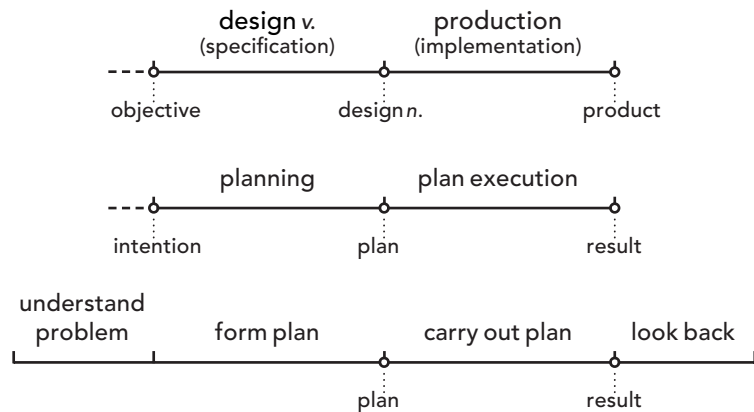 design v. production
(specification) (implementation)
objective design n. product
planning plan execution
intention plan result
understand
problem form plan carry out plan look back
plan result